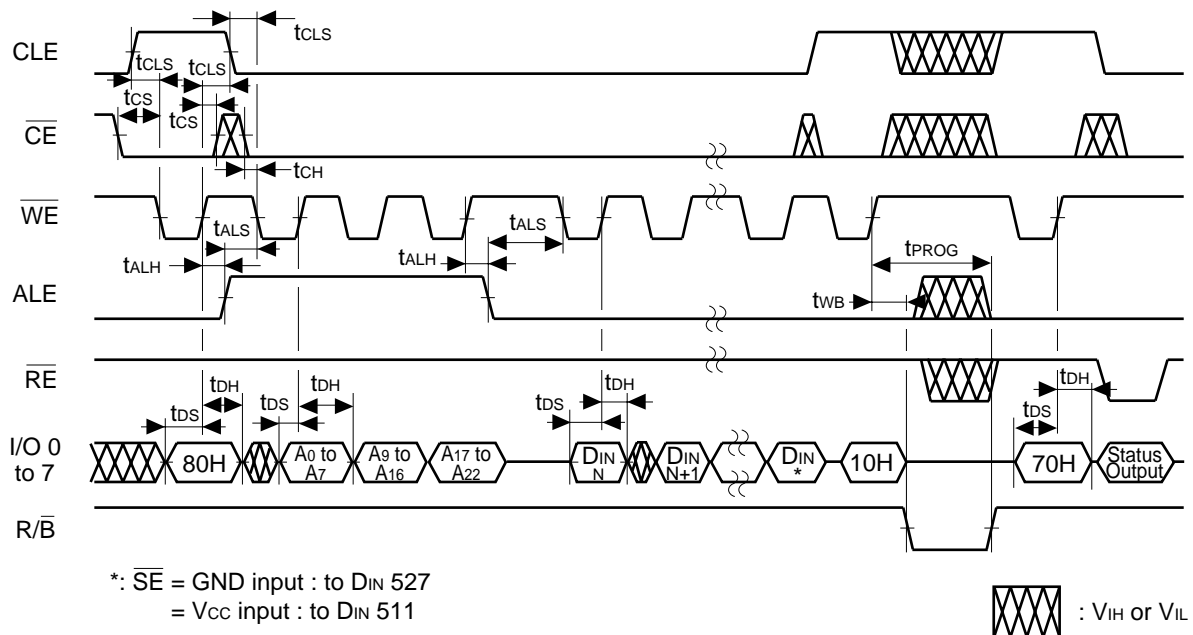 CLE
tCLS
tCLS
tCLS
tCS
tCS
CE
tCH
WE
tALS
tALS
tALH
tALH
tPROG
ALE
tWB
RE
tDH
tDH
tDH
tDH
tDS
tDS
tDS
tDS
I/O 0
to 7
80H
A0 to
A7
A9 to
A16
A17 to
A22
DIN
N
DIN
N+1
DIN
*
10H
70H
Status
Output
R/B
*: SE = GND input : to DIN 527
= VCC input : to DIN 511
: VIH or VIL